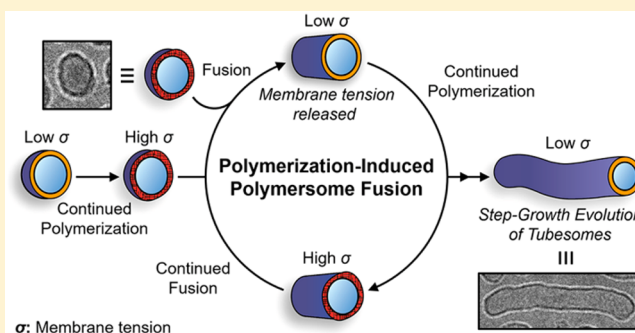 Low σ
Fusion
Membrane tension
released
Continued
Polymerization
Low σ
High σ
Continued
Polymerization
Polymerization-Induced
Polymersome Fusion
Low σ
Step-Growth Evolution
of Tubesomes
High σ
Continued
Fusion
σ: Membrane tension